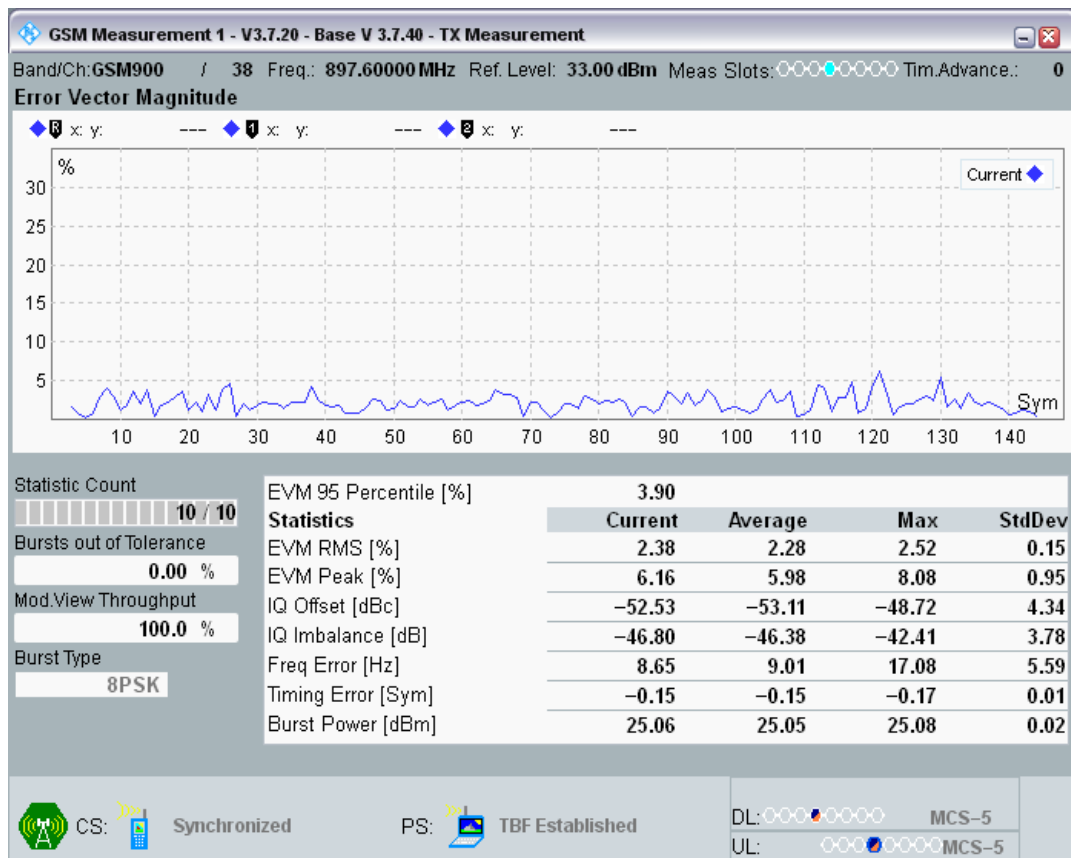 GSM Measurement 1 - V3.7.20 - Base V 3.7.40 - TX Measurement
Band/Ch:GSM900 / 38 Freq.: 897.60000 MHz Ref. Level: 33.00 dBm Meas Slots: Tim.Advance.: 0
Error Vector Magnitude
R x: y: --- 1 x: y: --- 2 x: y: ---
%
Current
30
25
20
15
10
5
Sym
10 20 30 40 50 60 70 80 90 100 110 120 130 140
Statistic Count
10 / 10
Bursts out of Tolerance
0.00 %
Mod.View Throughput
100.0 %
Burst Type
8PSK
EVM 95 Percentile [%] 3.90
Statistics Current Average Max StdDev
EVM RMS [%] 2.38 2.28 2.52 0.15
EVM Peak [%] 6.16 5.98 8.08 0.95
IQ Offset [dBc] −52.53 −53.11 −48.72 4.34
IQ Imbalance [dB] −46.80 −46.38 −42.41 3.78
Freq Error [Hz] 8.65 9.01 17.08 5.59
Timing Error [Sym] −0.15 −0.15 −0.17 0.01
Burst Power [dBm] 25.06 25.05 25.08 0.02
CS: Synchronized PS: TBF Established
DL: MCS−5
UL: MCS−5